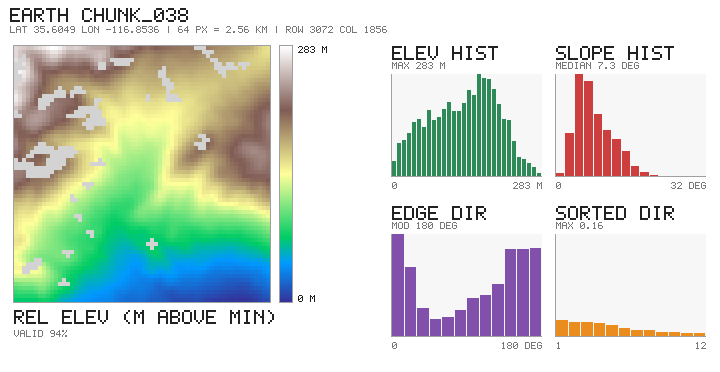 EARTH CHUNK_038
LAT 35.6049 LON -116.8536 | 64 PX = 2.56 KM | ROW 3072 COL 1856
283 M
0 M
REL ELEV (M ABOVE MIN)
VALID 94%
ELEV HIST
MAX 283 M
0 283 M
SLOPE HIST
MEDIAN 7.3 DEG
0 32 DEG
EDGE DIR
MOD 180 DEG
0 180 DEG
SORTED DIR
MAX 0.16
1 12